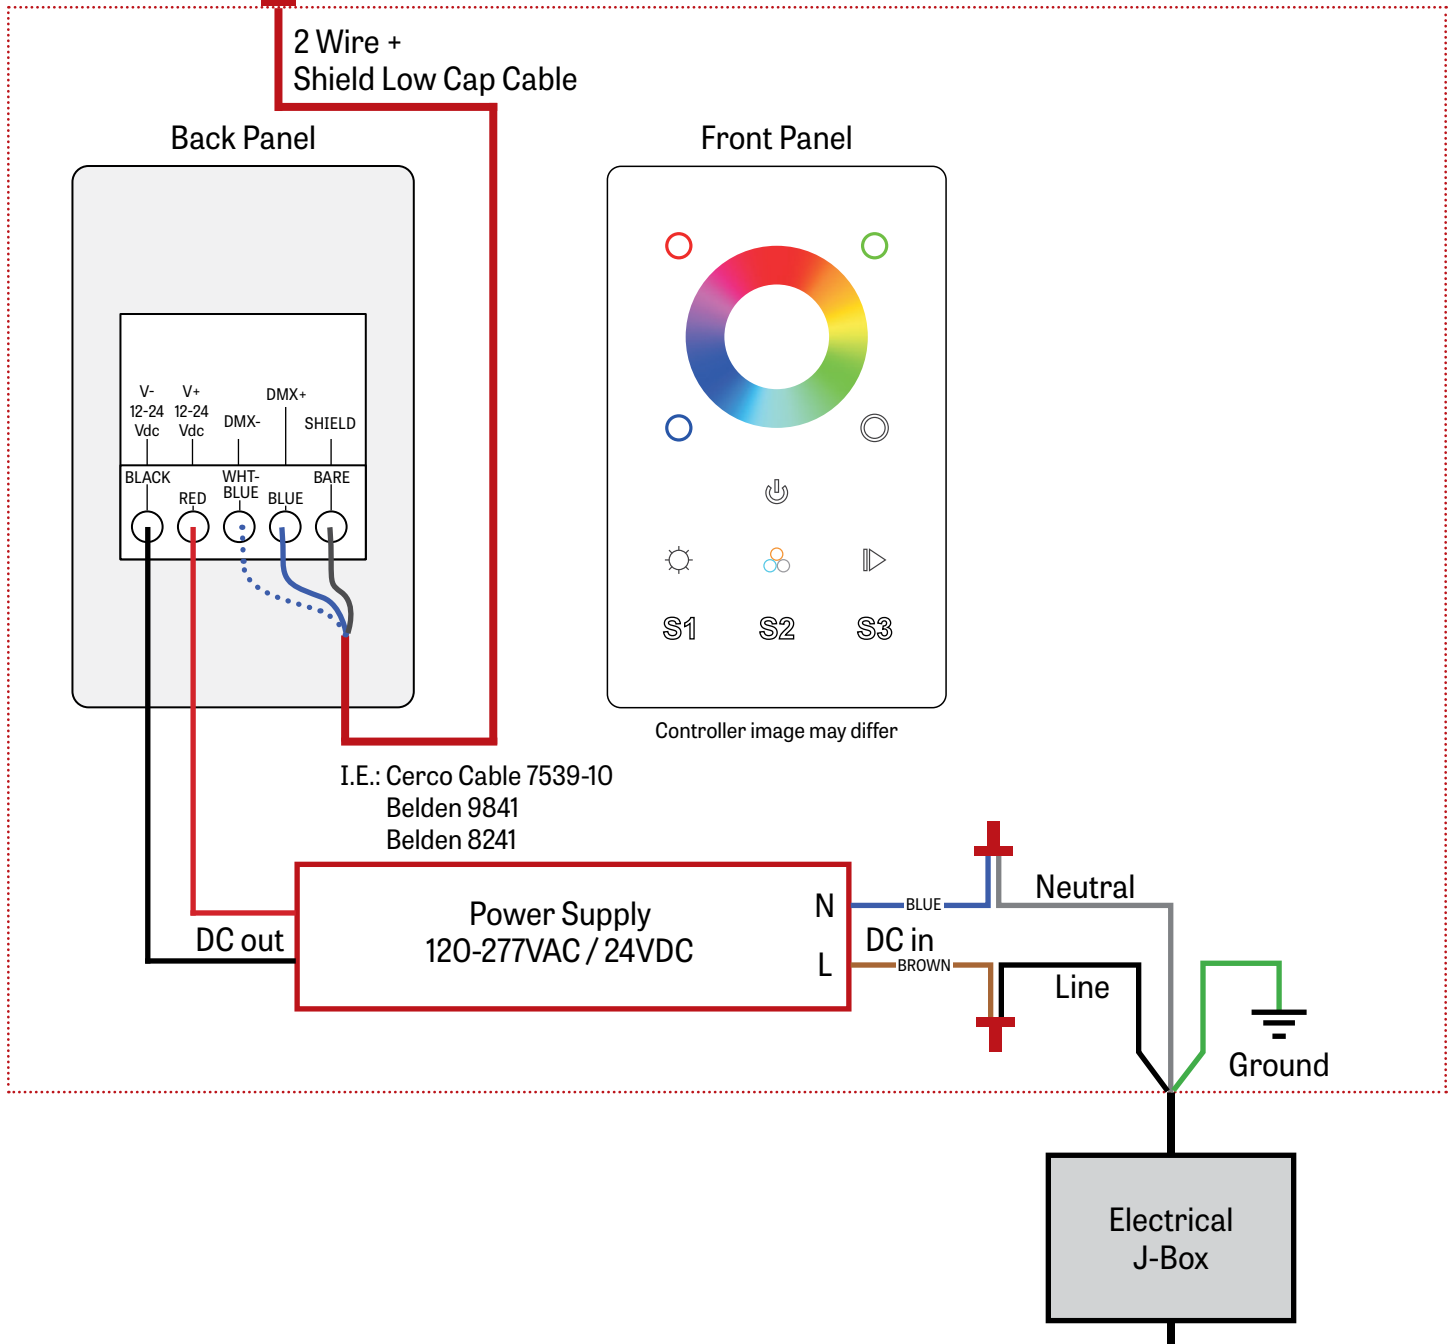 2 Wire +
Shield Low Cap Cable
Back Panel
Front Panel
V-
12-24
Vdc
V+
12-24
Vdc
DMX-
DMX+
SHIELD
BLACK
RED
WHT-
BLUE
BLUE
BARE
S1 S2 S3
Controller image may differ
I.E.: Cerco Cable 7539-10
Belden 9841
Belden 8241
DC out
Power Supply
120-277VAC / 24VDC
N
L
BLUE
DC in
BROWN
Neutral
Line
Ground
Electrical
J-Box